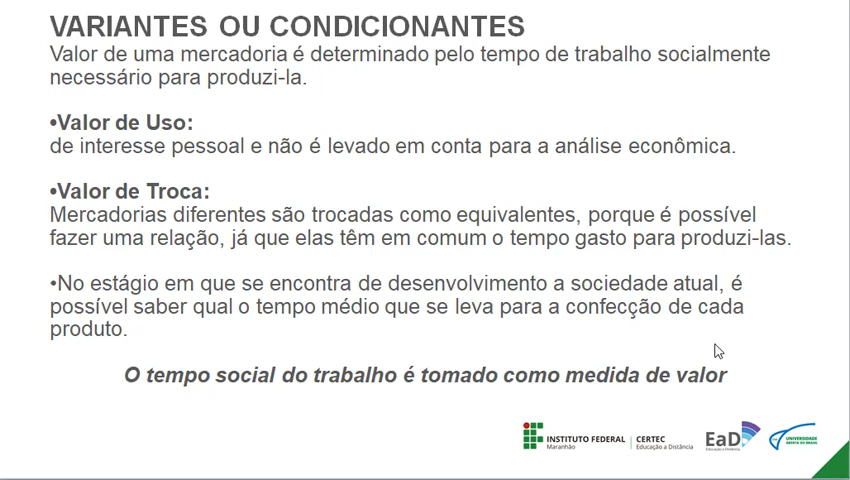 VARIANTES OU CONDICIONANTES
Valor de uma mercadoria é determinado pelo tempo de trabalho socialmente
necessário para produzi-la.
•Valor de Uso:
de interesse pessoal e não é levado em conta para a análise econômica.
•Valor de Troca:
Mercadorias diferentes são trocadas como equivalentes, porque é possível
fazer uma relação, já que elas têm em comum o tempo gasto para produzi-las.
•No estágio em que se encontra de desenvolvimento a sociedade atual, é
possível saber qual o tempo médio que se leva para a confecção de cada
produto.
O tempo social do trabalho é tomado como medida de valor
INSTITUTO FEDERAL
Maranhão
CERTEC
Educação a Distância
EaD
Educação a Distância
UNIVERSIDADE
ABERTA DO BRASIL